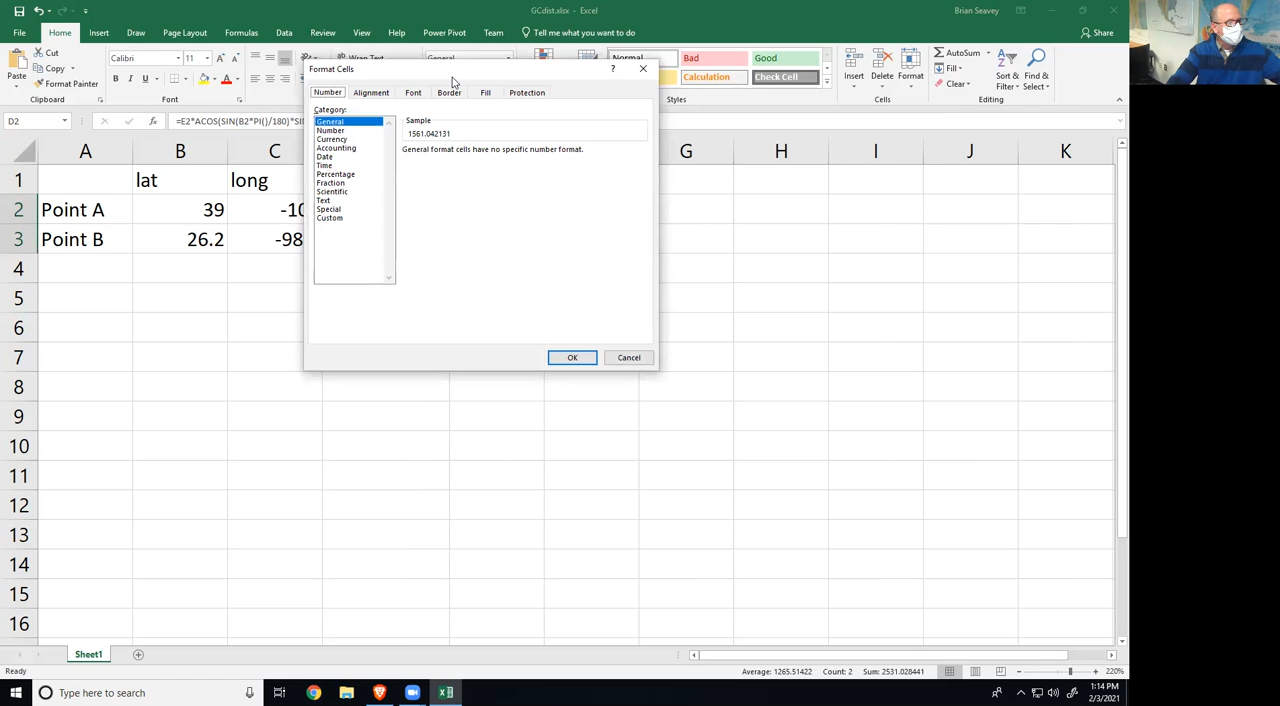 GCdist.xlsx - Excel
Brian Seavey
File Home Insert Draw Page Layout Formulas Data Review View Help Power Pivot Team Tell me what you want to do Share
Paste
Cut
Copy
Format Painter
Calibri 11
B I U
Wrap Text
General
Normal Bad Good
Calculation Check Cell
Insert Delete Format
AutoSum
Fill
Clear
Sort & Filter
Find & Select
Clipboard Font Styles Cells Editing
D2 fx =E2*ACOS(SIN(B2*PI()/180)*SIN
Format Cells
Number Alignment Font Border Fill Protection
Category:
General
Number
Currency
Accounting
Date
Time
Percentage
Fraction
Scientific
Text
Special
Custom
Sample
1561.042131
General format cells have no specific number format.
OK Cancel
A B C G H I J K
1 lat long
2 Point A 39 -10
3 Point B 26.2 -98
4
5
6
7
8
9
10
11
12
13
14
15
16
Sheet1
Ready Average: 1265.51422 Count: 2 Sum: 2531.028441 220%
Type here to search
1:14 PM
2/3/2021